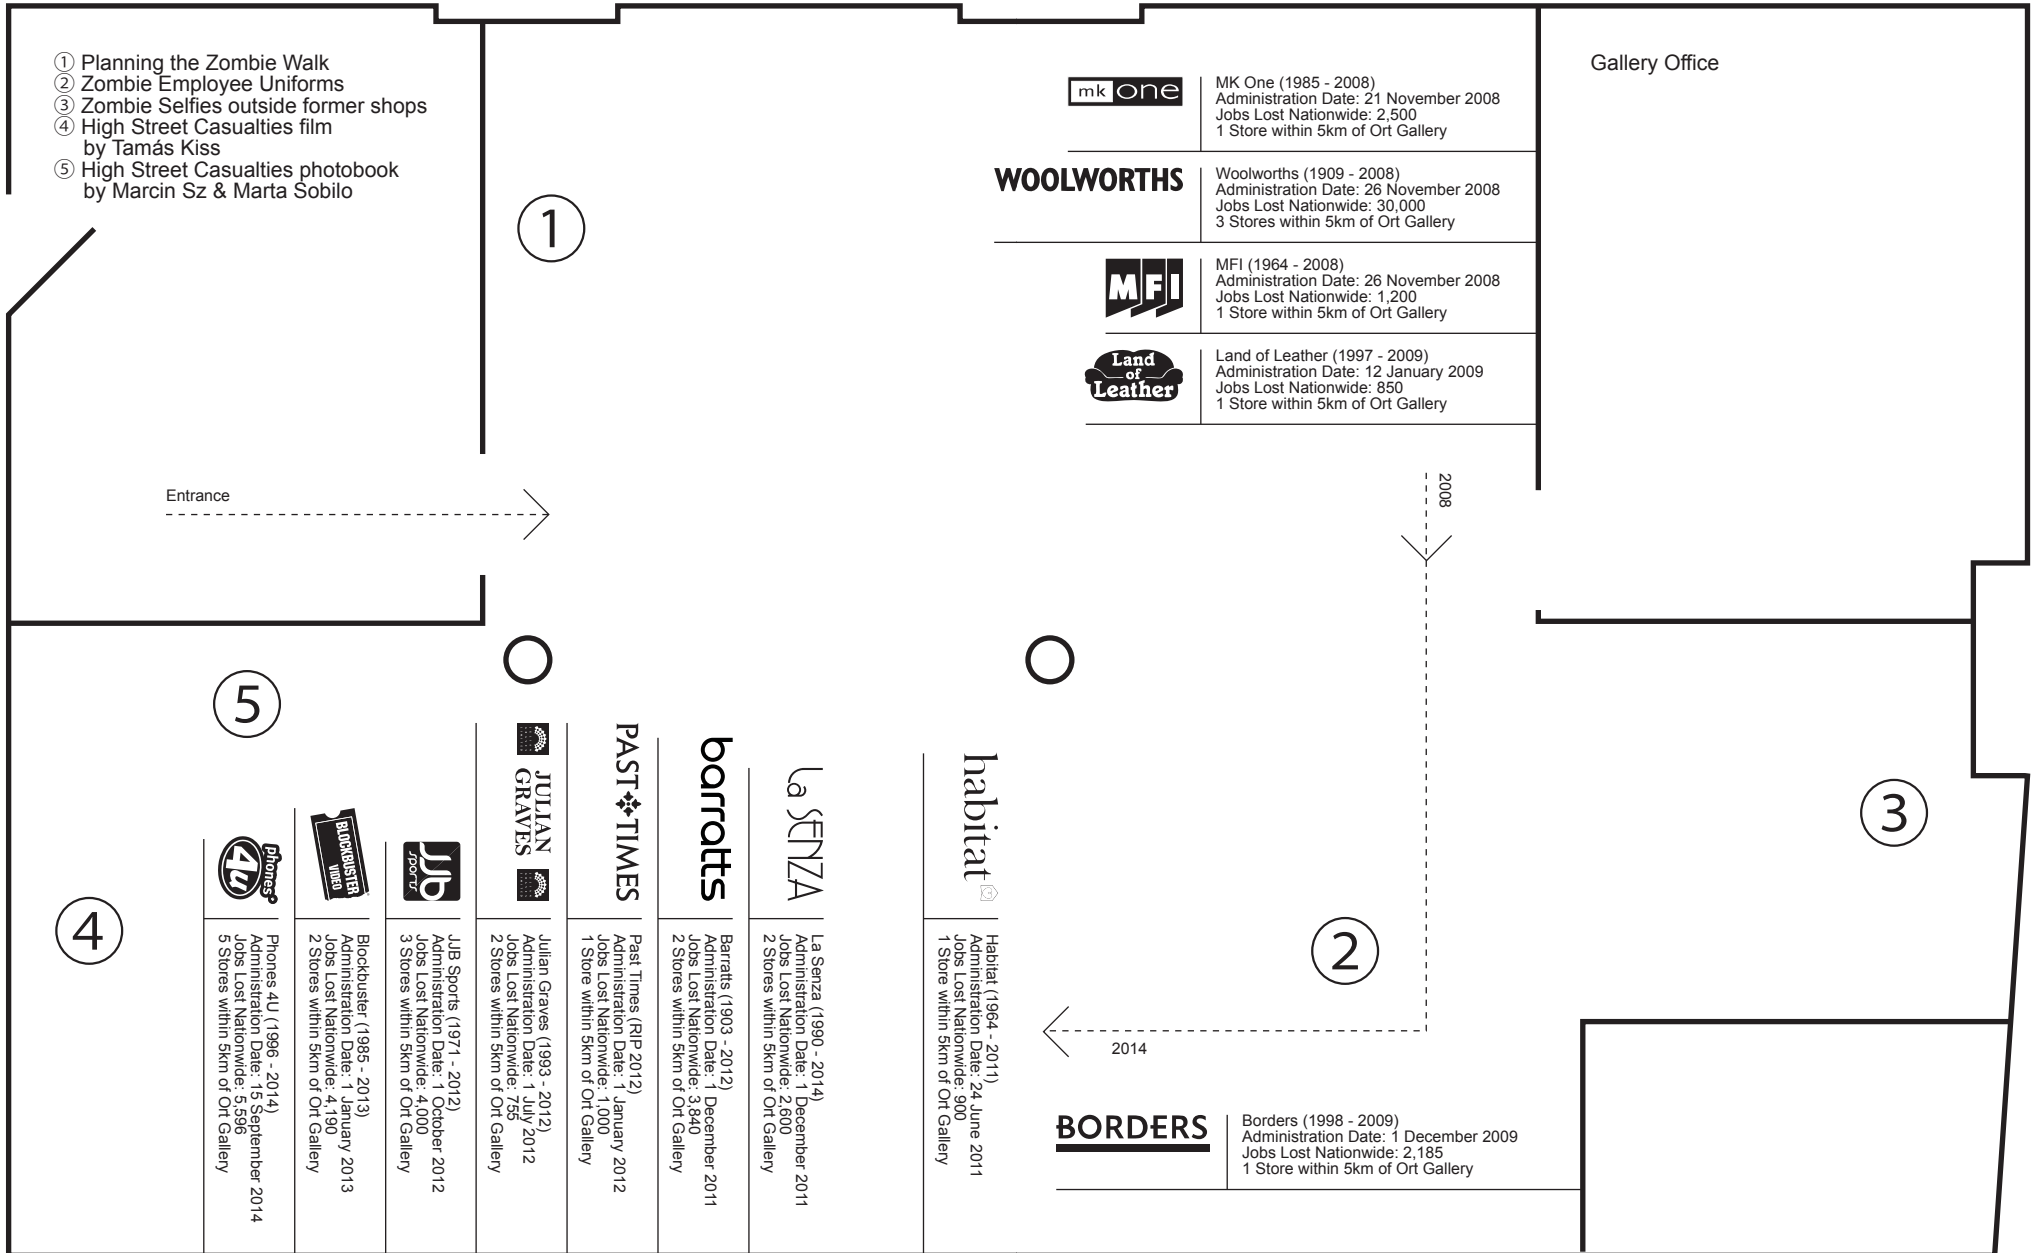 ① Planning the Zombie Walk
② Zombie Employee Uniforms
③ Zombie Selfies outside former shops
④ High Street Casualties film
by Tamás Kiss
⑤ High Street Casualties photobook
by Marcin Sz & Marta Sobilo
Gallery Office
mk one
MK One (1985 - 2008)
Administration Date: 21 November 2008
Jobs Lost Nationwide: 2,500
1 Store within 5km of Ort Gallery
WOOLWORTHS
Woolworths (1909 - 2008)
Administration Date: 26 November 2008
Jobs Lost Nationwide: 30,000
3 Stores within 5km of Ort Gallery
MFI
MFI (1964 - 2008)
Administration Date: 26 November 2008
Jobs Lost Nationwide: 1,200
1 Store within 5km of Ort Gallery
Land
of
Leather
Land of Leather (1997 - 2009)
Administration Date: 12 January 2009
Jobs Lost Nationwide: 850
1 Store within 5km of Ort Gallery
1
Entrance
2008
2
3
2014
BORDERS
Borders (1998 - 2009)
Administration Date: 1 December 2009
Jobs Lost Nationwide: 2,185
1 Store within 5km of Ort Gallery
habitat
Habitat (1964 - 2011)
Administration Date: 24 June 2011
Jobs Lost Nationwide: 900
1 Store within 5km of Ort Gallery
La SENZA
La Senza (1990 - 2014)
Administration Date: 1 December 2011
Jobs Lost Nationwide: 2,600
2 Stores within 5km of Ort Gallery
barratts
Barratts (1903 - 2012)
Administration Date: 1 December 2011
Jobs Lost Nationwide: 3,840
2 Stores within 5km of Ort Gallery
PAST TIMES
Past Times (RIP 2012)
Administration Date: 1 January 2012
Jobs Lost Nationwide: 1,000
1 Store within 5km of Ort Gallery
JULIAN
GRAVES
Julian Graves (1993 - 2012)
Administration Date: 1 July 2012
Jobs Lost Nationwide: 755
2 Stores within 5km of Ort Gallery
JJB
sports
JJB Sports (1971 - 2012)
Administration Date: 1 October 2012
Jobs Lost Nationwide: 4,000
3 Stores within 5km of Ort Gallery
BLOCKBUSTER
VIDEO
Blockbuster (1985 - 2013)
Administration Date: 1 January 2013
Jobs Lost Nationwide: 4,190
2 Stores within 5km of Ort Gallery
phones
4u
Phones 4U (1996 - 2014)
Administration Date: 15 September 2014
Jobs Lost Nationwide: 5,596
5 Stores within 5km of Ort Gallery
5
4